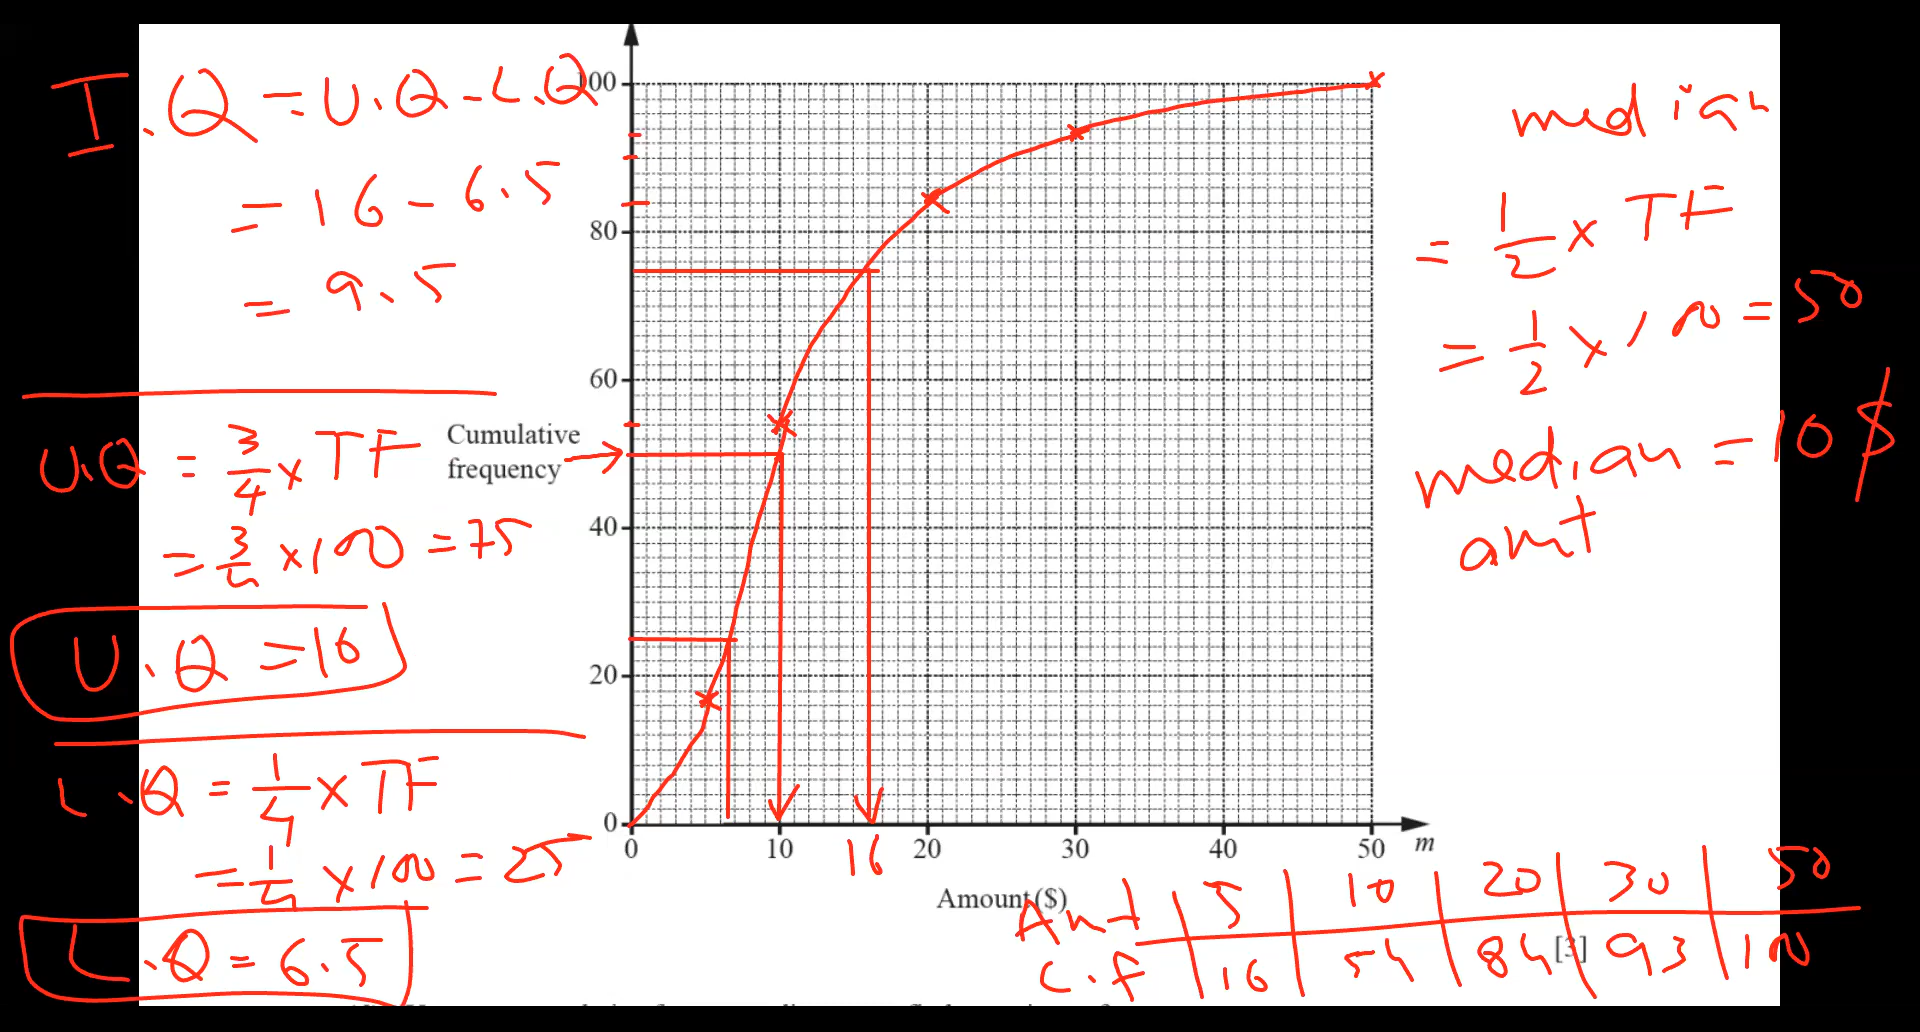 I.Q = U.Q - L.Q
= 16 - 6.5
= 9.5
U.Q = 3/4 × TF
= 3/4 × 100 = 75
U.Q = 16
L.Q = 1/4 × TF
= 1/4 × 100 = 25
L.Q = 6.5
100
80
60
Cumulative
frequency
40
20
0
0 10 16 20 30 40 50 m
Amount ($)
median
= 1/2 × TF
= 1/2 × 100 = 50
median = 10 $
amt
Amt 5 10 20 30 50
C.f 16 54 84 93 100
[3]